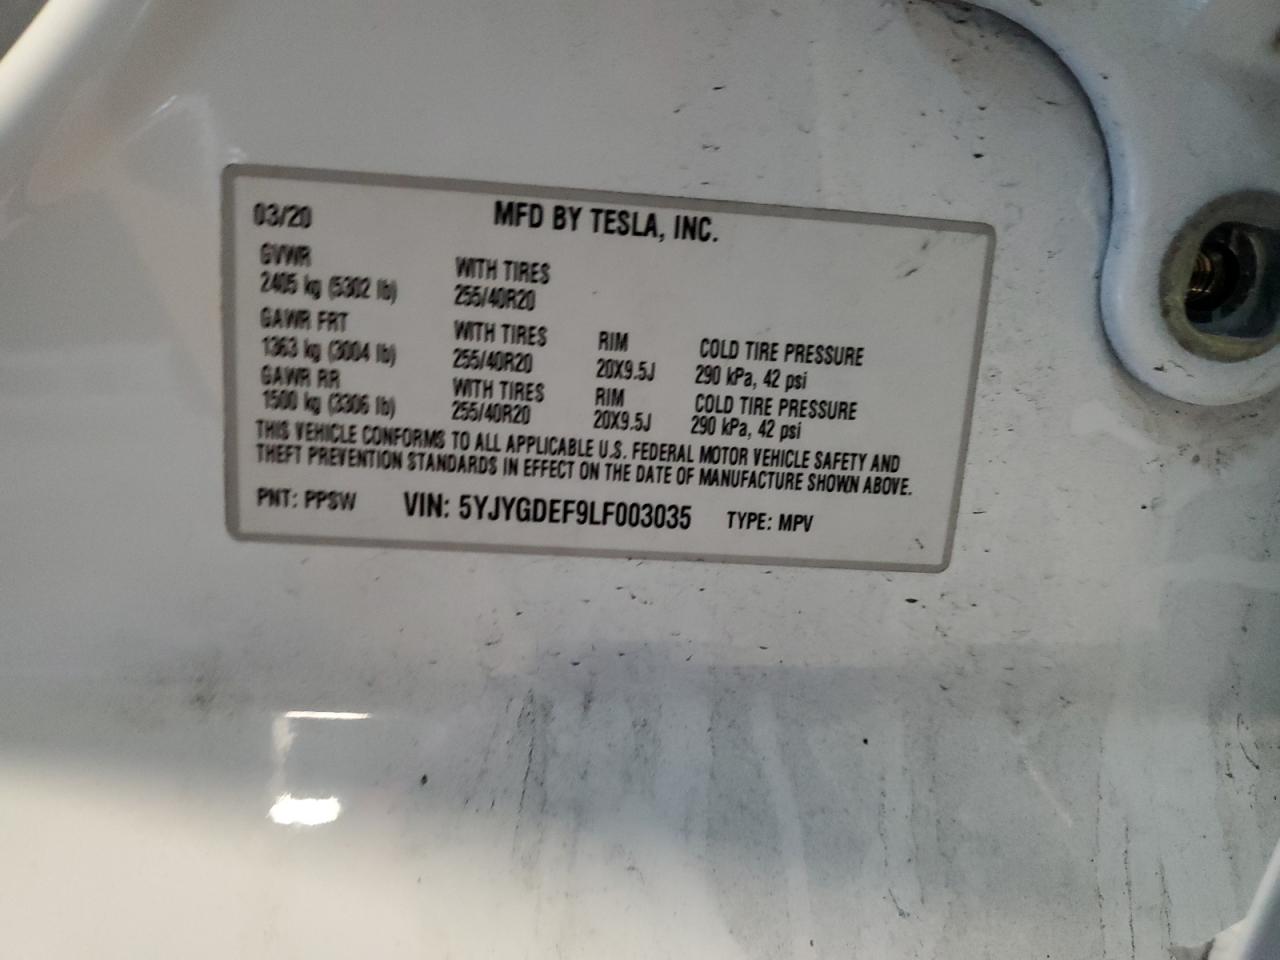 03/20 MFD BY TESLA, INC.
GVWR WITH TIRES
2405 kg (5302 lb) 255/40R20
GAWR FRT WITH TIRES RIM COLD TIRE PRESSURE
1363 kg (3004 lb) 255/40R20 20X9.5J 290 kPa, 42 psi
GAWR RR WITH TIRES RIM COLD TIRE PRESSURE
1500 kg (3306 lb) 255/40R20 20X9.5J 290 kPa, 42 psi
THIS VEHICLE CONFORMS TO ALL APPLICABLE U.S. FEDERAL MOTOR VEHICLE SAFETY AND
THEFT PREVENTION STANDARDS IN EFFECT ON THE DATE OF MANUFACTURE SHOWN ABOVE.
PNT: PPSW VIN: 5YJYGDEF9LF003035 TYPE: MPV